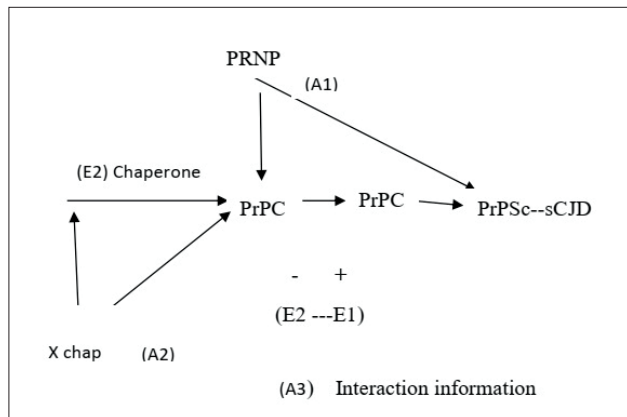 PRNP
(A1)
(E2) Chaperone
PrPC
PrPC
PrPSc--sCJD
- +
(E2 ---E1)
X chap (A2)
(A3) Interaction information